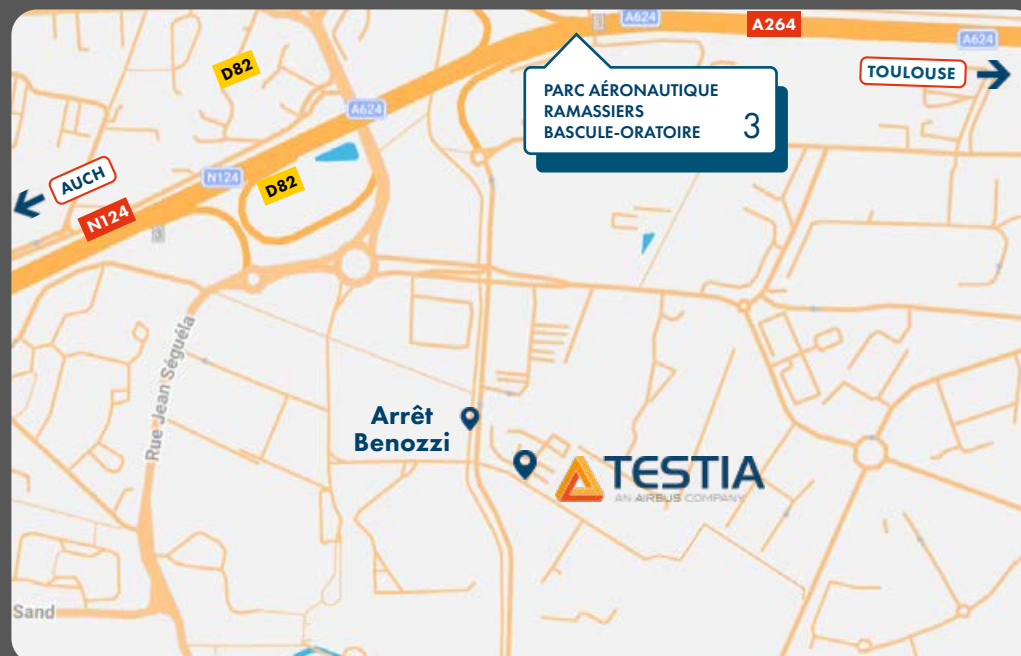 3
A624
A264
A624
D82
TOULOUSE
PARC AÉRONAUTIQUE
RAMASSIERS
BASCULE-ORATOIRE
3
A624
AUCH
N124
D82
N124
3
Rue Jean Séguéla
Arrêt
Benozzi
TESTIA
AN AIRBUS COMPANY
Sand